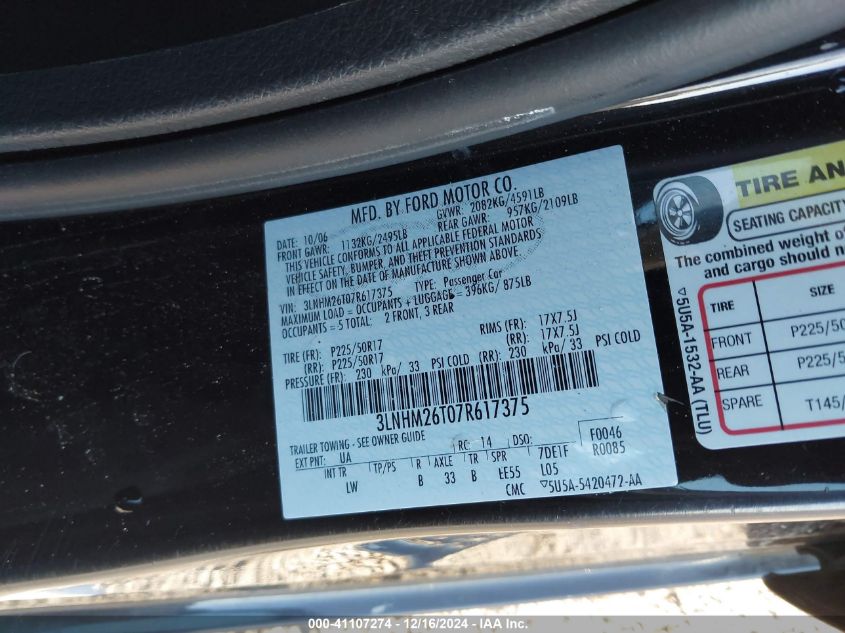 MFD. BY FORD MOTOR CO.
DATE: 10/06 GVWR: 2082KG/4591LB
FRONT GAWR: 1132KG/2495LB REAR GAWR: 957KG/2109LB
THIS VEHICLE CONFORMS TO ALL APPLICABLE FEDERAL MOTOR
VEHICLE SAFETY, BUMPER, AND THEFT PREVENTION STANDARDS
IN EFFECT ON THE DATE OF MANUFACTURE SHOWN ABOVE
VIN: 3LNHM26T07R617375 TYPE: Passenger Car
MAXIMUM LOAD = OCCUPANTS + LUGGAGE = 396KG/ 875LB
OCCUPANTS = 5 TOTAL: 2 FRONT, 3 REAR
TIRE (FR): P225/50R17 RIMS (FR): 17X7.5J
(RR): P225/50R17 (RR): 17X7.5J
PRESSURE (FR): 230 kPa/ 33 PSI COLD (RR): 230 kPa/ 33 PSI COLD
3LNHM26T07R617375
TRAILER TOWING - SEE OWNER GUIDE
EXT PNT: UA RC: 14 DSO: F0046
INT TR TP/PS R AXLE TR SPR 7DE1F R0085
LW B 33 B EE55 L05
CMC 5U5A-5420472-AA
TIRE AN
SEATING CAPACITY
The combined weight of
and cargo should n
TIRE SIZE
FRONT P225/50
REAR P225/5
SPARE T145/
5U5A-1532-AA (TLU)
000-41107274 - 12/16/2024 - IAA Inc.